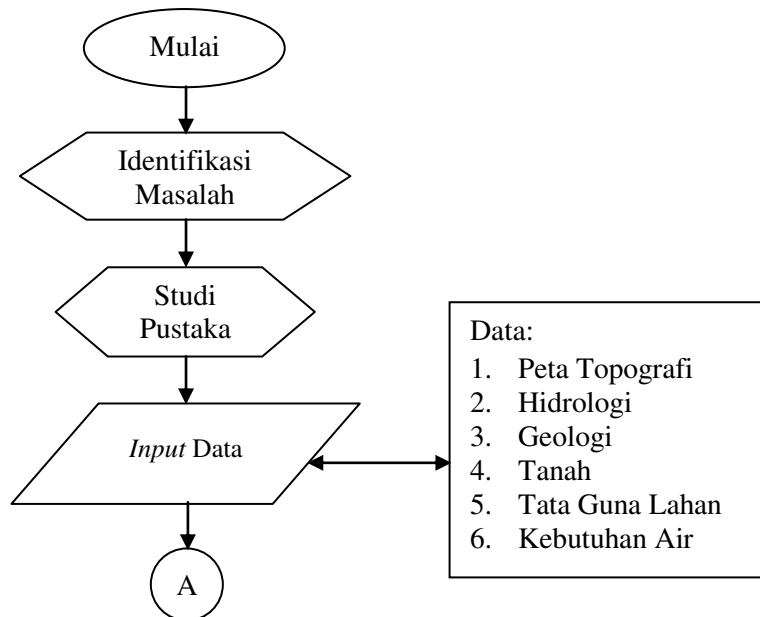 Mulai
Identifikasi
Masalah
Studi
Pustaka
Input Data
Data:
1. Peta Topografi
2. Hidrologi
3. Geologi
4. Tanah
5. Tata Guna Lahan
6. Kebutuhan Air
A